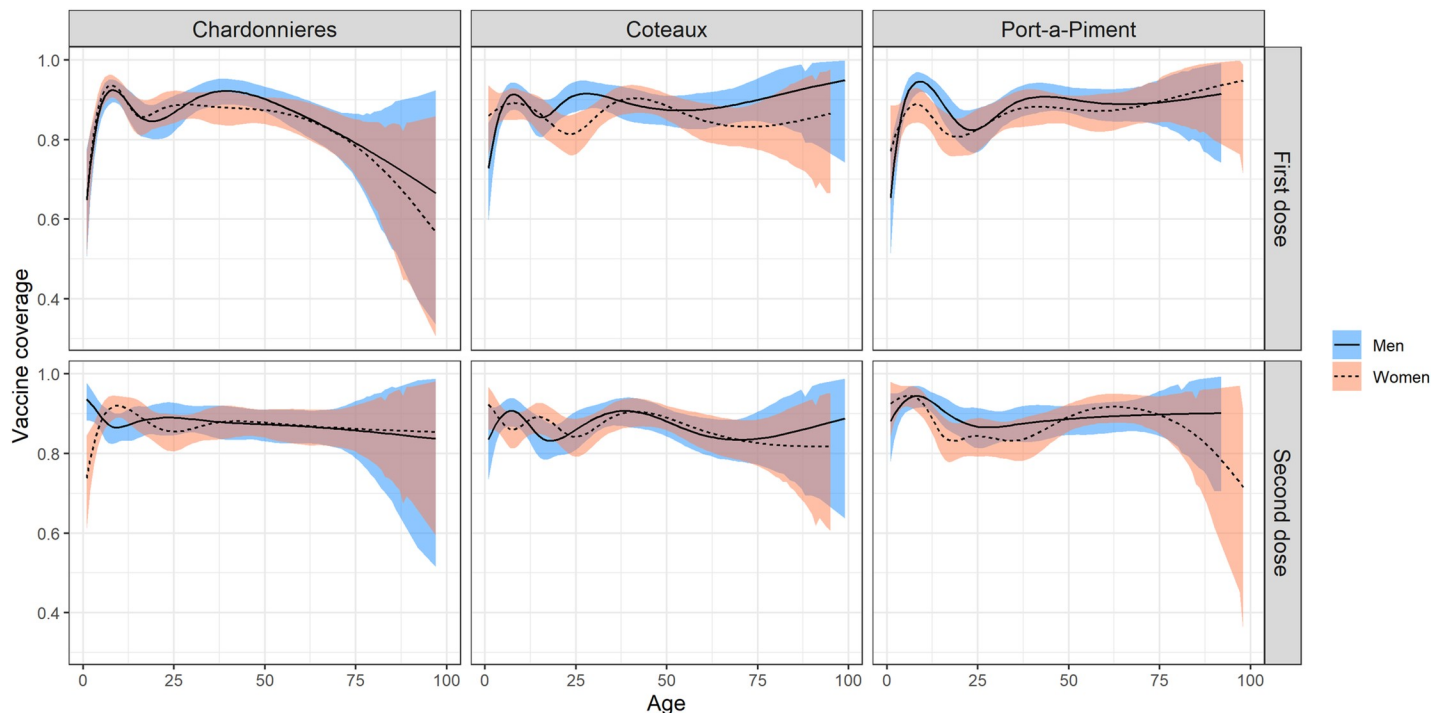 Chardonnieres
Coteaux
Port-a-Piment
1.0
0.8
0.6
0.4
First dose
Vaccine coverage
Men
Women
1.0
0.8
0.6
0.4
Second dose
0 25 50 75 100
0 25 50 75 100
0 25 50 75 100
Age